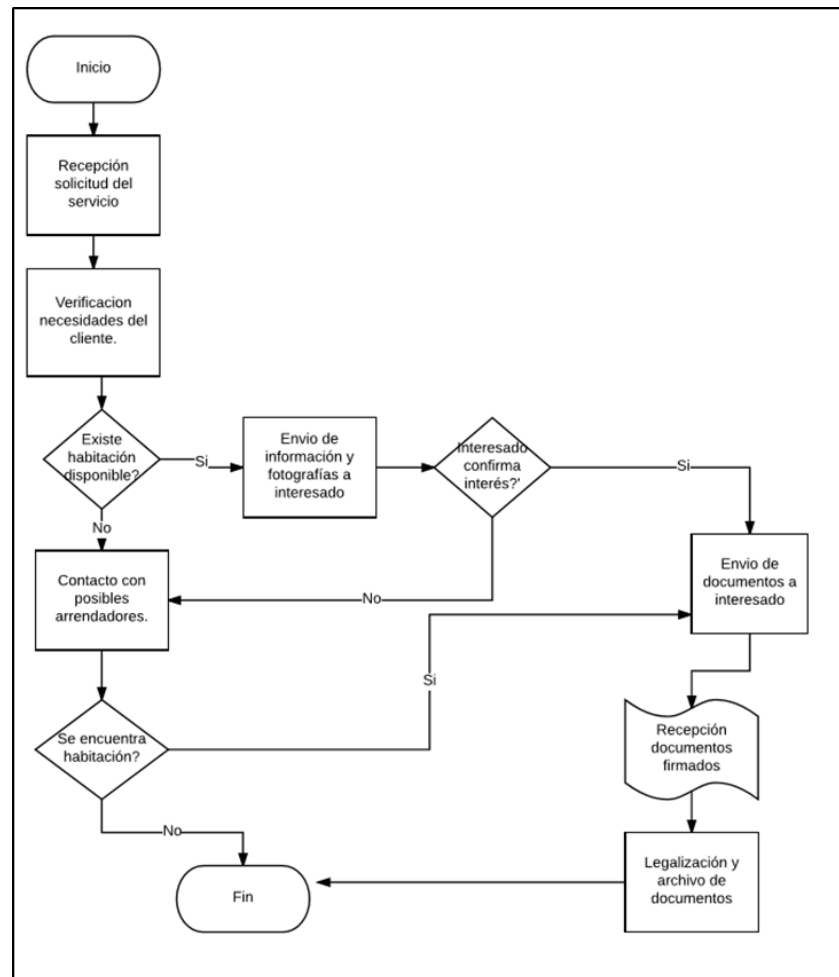 Inicio
Recepción
solicitud del
servicio
Verificacion
necesidades del
cliente.
Existe
habitación
disponible?
Si
Envio de
información y
fotografías a
interesado
Interesado
confirma
interés?'
Si
No
No
Contacto con
posibles
arrendadores.
Envio de
documentos a
interesado
Si
Se encuentra
habitación?
Recepción
documentos
firmados
No
Legalización y
archivo de
documentos
Fin